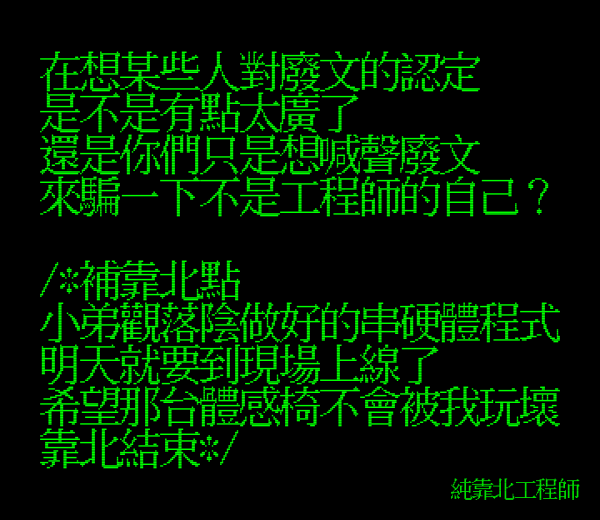 在想某些人對廢文的認定
是不是有點太廣了
還是你們只是想喊聲廢文
來騙一下不是工程師的自己？
/*補靠北點
小弟觀落陰做好的串硬體程式
明天就要到現場上線了
希望那台體感椅不會被我玩壞
靠北結束*/
純靠北工程師